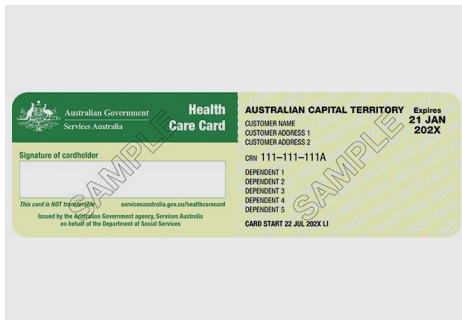 Australian Government
Services Australia
Health
Care Card
Signature of cardholder
This card is NOT transferable
servicesaustralia.gov.au/healthcarecard
Issued by the Australian Government agency, Services Australia
on behalf of the Department of Social Services
SAMPLE
AUSTRALIAN CAPITAL TERRITORY
Expires
21 JAN
202X
CUSTOMER NAME
CUSTOMER ADDRESS 1
CUSTOMER ADDRESS 2
CRN 111-111-111A
DEPENDENT 1
DEPENDENT 2
DEPENDENT 3
DEPENDENT 4
DEPENDENT 5
CARD START 22 JUL 202X LI
SAMPLE